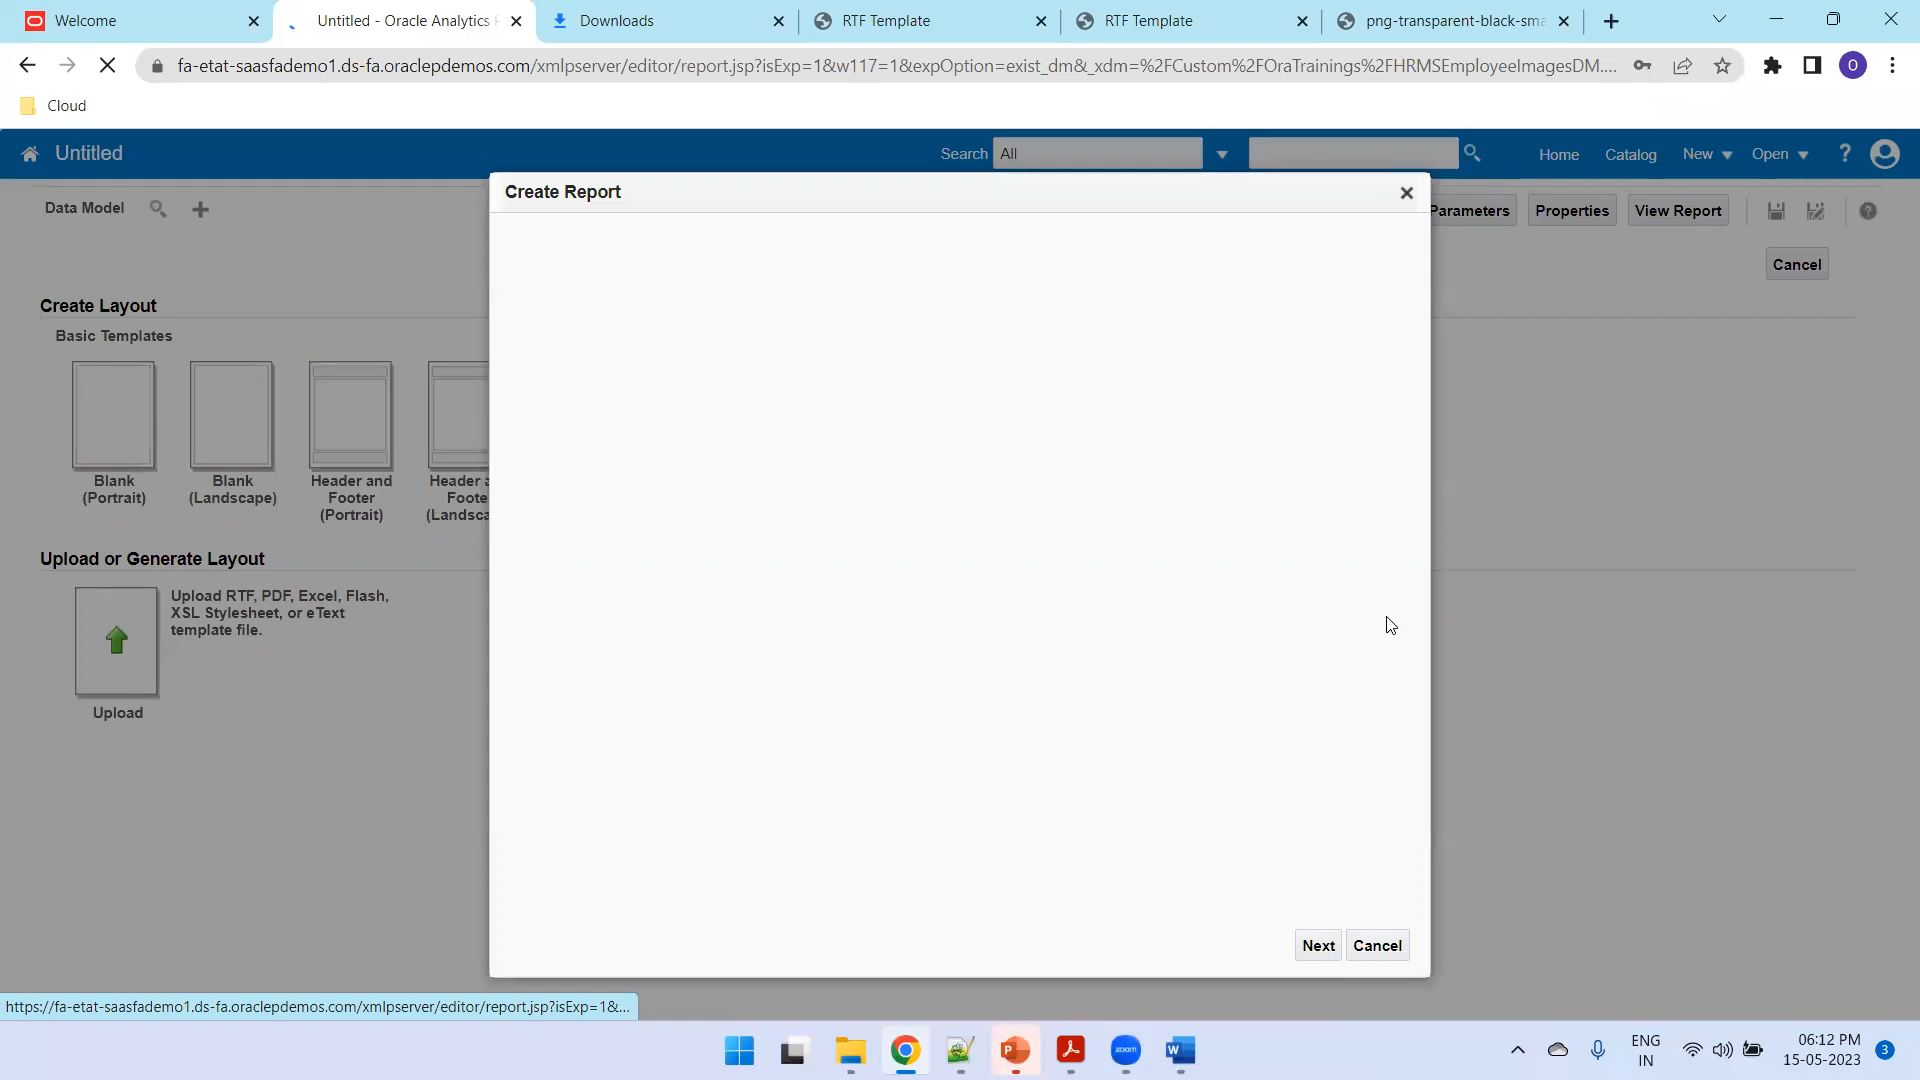 Welcome
Untitled - Oracle Analytics
Downloads
RTF Template
RTF Template
png-transparent-black-sma
fa-etat-saasfademo1.ds-fa.oraclepdemos.com/xmlpserver/editor/report.jsp?isExp=1&w117=1&expOption=exist_dm&_xdm=%2FCustom%2FOraTrainings%2FHRMSEmployeeImagesDM....
O
Cloud
Untitled
Search All
Home Catalog New Open ?
Create Report
Data Model
Parameters Properties View Report
Cancel
Create Layout
Basic Templates
Blank
(Portrait)
Blank
(Landscape)
Header and
Footer
(Portrait)
Header
Foote
(Landsca
Upload or Generate Layout
Upload RTF, PDF, Excel, Flash,
XSL Stylesheet, or eText
template file.
Upload
Next Cancel
https://fa-etat-saasfademo1.ds-fa.oraclepdemos.com/xmlpserver/editor/report.jsp?isExp=1&...
zoom
ENG
IN
06:12 PM
15-05-2023
3